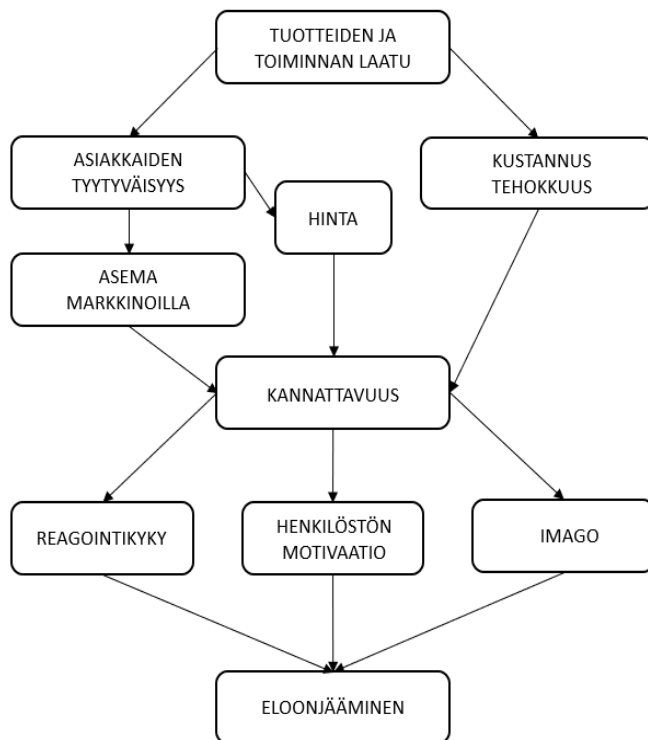 TUOTTEIDEN JA
TOIMINNAN LAATU
ASIAKKAIDEN
TYYTYVÄISYYS
KUSTANNUS
TEHOKKUUS
HINTA
ASEMA
MARKKINOILLA
KANNATTAVUUS
REAGOINTIKYKY
HENKILÖSTÖN
MOTIVAATIO
IMAGO
ELOONJÄÄMINEN